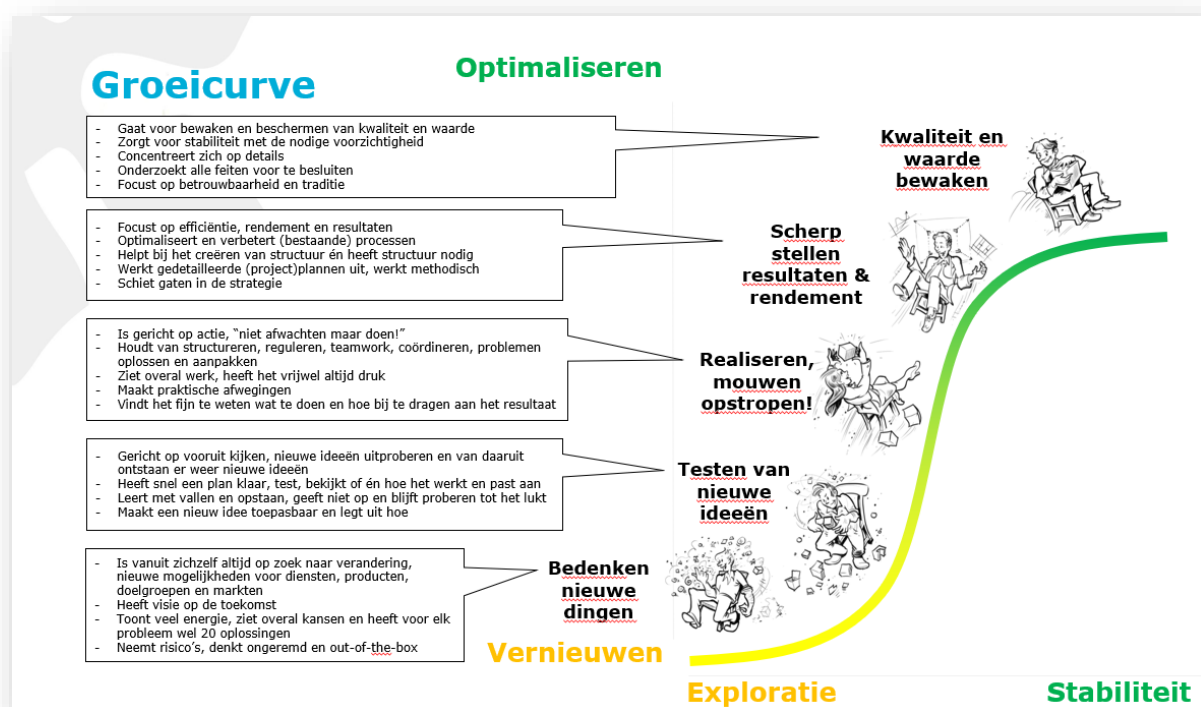 Groeicurve
Optimaliseren
- Gaat voor bewaken en beschermen van kwaliteit en waarde
- Zorgt voor stabiliteit met de nodige voorzichtigheid
- Concentreert zich op details
- Onderzoekt alle feiten voor te besluiten
- Focust op betrouwbaarheid en traditie
Kwaliteit en
waarde
bewaken
- Focust op efficiëntie, rendement en resultaten
- Optimaliseert en verbetert (bestaande) processen
- Helpt bij het creëren van structuur én heeft structuur nodig
- Werkt gedetailleerde (project)plannen uit, werkt methodisch
- Schiet gaten in de strategie
Scherp
stellen
resultaten &
rendement
- Is gericht op actie, “niet afwachten maar doen!”
- Houdt van structureren, reguleren, teamwork, coördineren, problemen
oplossen en aanpakken
- Ziet overal werk, heeft het vrijwel altijd druk
- Maakt praktische afwegingen
- Vindt het fijn te weten wat te doen en hoe bij te dragen aan het resultaat
Realiseren,
mouwen
opstropen!
- Gericht op vooruit kijken, nieuwe ideeën uitproberen en van daaruit
ontstaan er weer nieuwe ideeën
- Heeft snel een plan klaar, test, bekijkt of én hoe het werkt en past aan
- Leert met vallen en opstaan, geeft niet op en blijft proberen tot het lukt
- Maakt een nieuw idee toepasbaar en legt uit hoe
Testen van
nieuwe
ideeën
- Is vanuit zichzelf altijd op zoek naar verandering,
nieuwe mogelijkheden voor diensten, producten,
doelgroepen en markten
- Heeft visie op de toekomst
- Toont veel energie, ziet overal kansen en heeft voor elk
probleem wel 20 oplossingen
- Neemt risico’s, denkt ongeremd en out-of-the-box
Bedenken
nieuwe
dingen
Vernieuwen
Exploratie
Stabiliteit